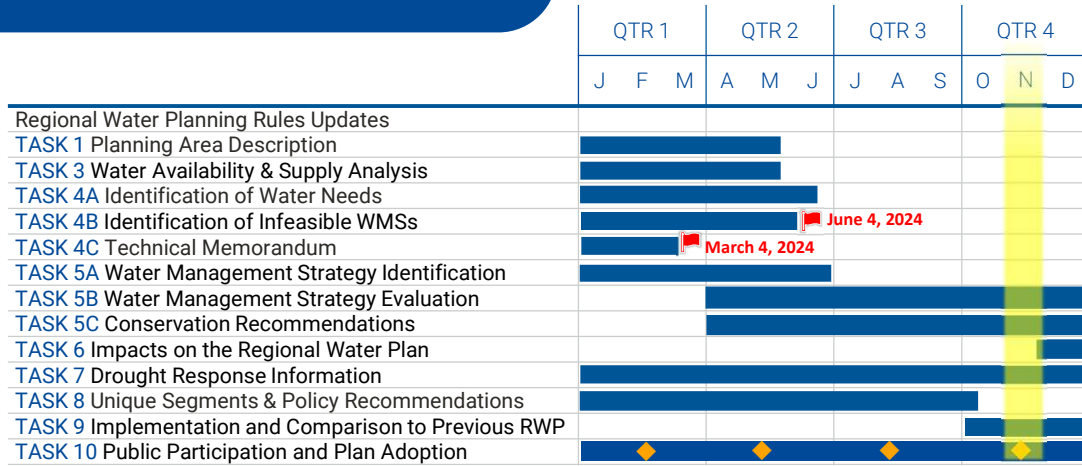 QTR 1 QTR 2 QTR 3 QTR 4
J F M A M J J A S O N D
Regional Water Planning Rules Updates
TASK 1 Planning Area Description
TASK 3 Water Availability & Supply Analysis
TASK 4A Identification of Water Needs
TASK 4B Identification of Infeasible WMSs June 4, 2024
TASK 4C Technical Memorandum March 4, 2024
TASK 5A Water Management Strategy Identification
TASK 5B Water Management Strategy Evaluation
TASK 5C Conservation Recommendations
TASK 6 Impacts on the Regional Water Plan
TASK 7 Drought Response Information
TASK 8 Unique Segments & Policy Recommendations
TASK 9 Implementation and Comparison to Previous RWP
TASK 10 Public Participation and Plan Adoption